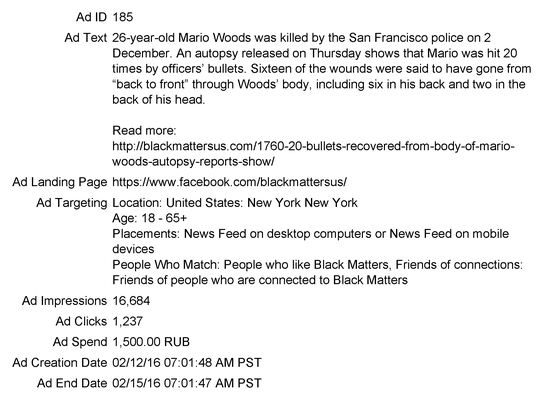 Ad ID 185
Ad Text 26-year-old Mario Woods was killed by the San Francisco police on 2
December. An autopsy released on Thursday shows that Mario was hit 20
times by officers' bullets. Sixteen of the wounds were said to have gone from
“back to front” through Woods’ body, including six in his back and two in the
back of his head.
Read more:
http://blackmattersus.com/1760-20-bullets-recovered-from-body-of-mario-
woods-autopsy-reports-show/
Ad Landing Page https://www.facebook.com/blackmattersus/
Ad Targeting Location: United States: New York New York
Age: 18 - 65+
Placements: News Feed on desktop computers or News Feed on mobile
devices
People Who Match: People who like Black Matters, Friends of connections:
Friends of people who are connected to Black Matters
Ad Impressions 16,684
Ad Clicks 1,237
Ad Spend 1,500.00 RUB
Ad Creation Date 02/12/16 07:01:48 AM PST
Ad End Date 02/15/16 07:01:47 AM PST